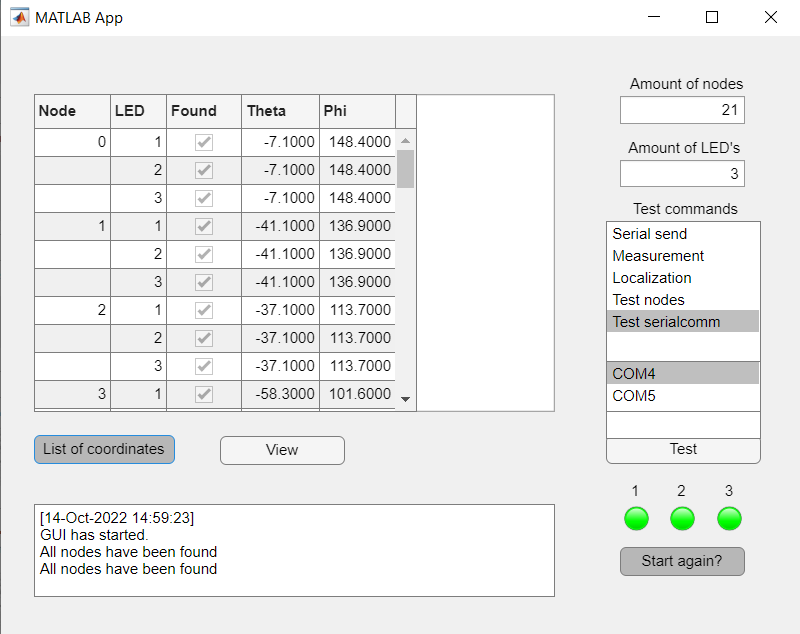 MATLAB App
Node LED Found Theta Phi
0 1 -7.1000 148.4000
2 -7.1000 148.4000
3 -7.1000 148.4000
1 1 -41.1000 136.9000
2 -41.1000 136.9000
3 -41.1000 136.9000
2 1 -37.1000 113.7000
2 -37.1000 113.7000
3 -37.1000 113.7000
3 1 -58.3000 101.6000
List of coordinates
View
[14-Oct-2022 14:59:23]
GUI has started.
All nodes have been found
All nodes have been found
Amount of nodes
21
Amount of LED's
3
Test commands
Serial send
Measurement
Localization
Test nodes
Test serialcomm
COM4
COM5
Test
1 2 3
Start again?